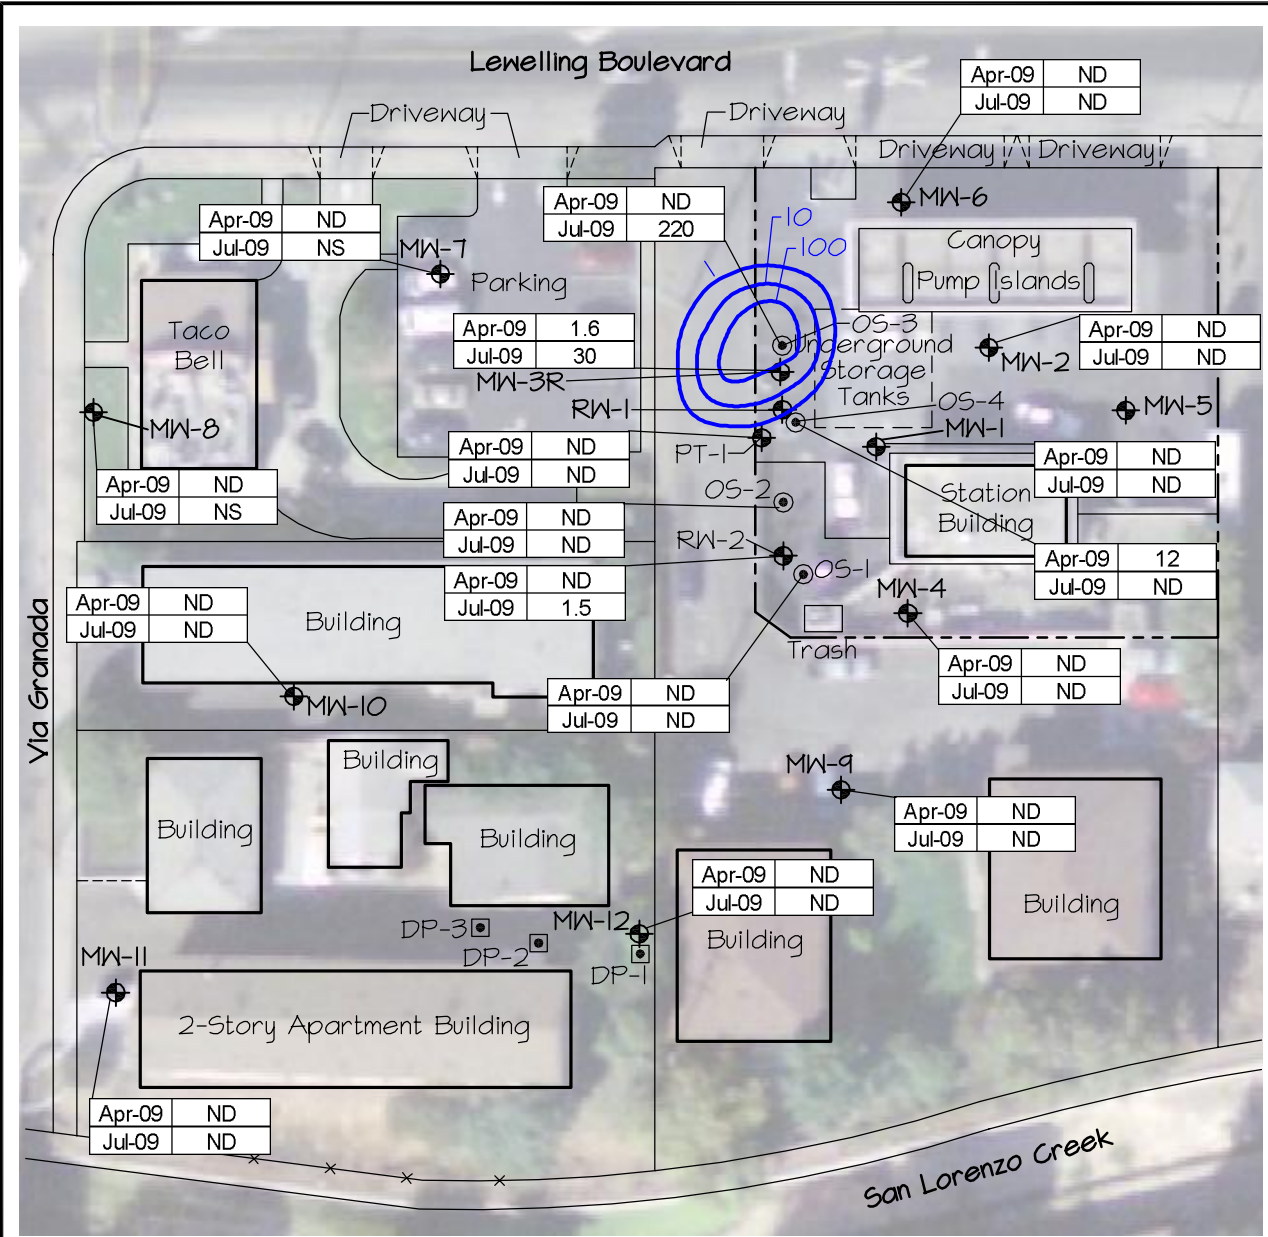 Lewelling Boulevard
Apr-09 ND
Jul-09 ND
Driveway
Driveway
Driveway
Driveway
MW-6
Apr-09 ND
Jul-09 220
Apr-09 ND
Jul-09 NS
MW-7
10
100
1
Canopy
Pump Islands
Parking
Taco
Bell
Apr-09 1.6
Jul-09 30
MW-3R
OS-3
Underground
Storage
Tanks
Apr-09 ND
Jul-09 ND
MW-2
RW-1
OS-4
MW-5
MW-8
MW-1
PT-1
Apr-09 ND
Jul-09 ND
Apr-09 ND
Jul-09 ND
Apr-09 ND
Jul-09 NS
OS-2
Station
Building
Apr-09 ND
Jul-09 ND
RW-2
Apr-09 12
Jul-09 ND
Apr-09 ND
Jul-09 1.5
OS-1
MW-4
Apr-09 ND
Jul-09 ND
Building
Via Granada
Trash
Apr-09 ND
Jul-09 ND
MW-10
Apr-09 ND
Jul-09 ND
Building
MW-9
Building
Building
Apr-09 ND
Jul-09 ND
Apr-09 ND
Jul-09 ND
Building
DP-3
MW-12
DP-2
Building
MW-11
DP-1
2-Story Apartment Building
Apr-09 ND
Jul-09 ND
San Lorenzo Creek